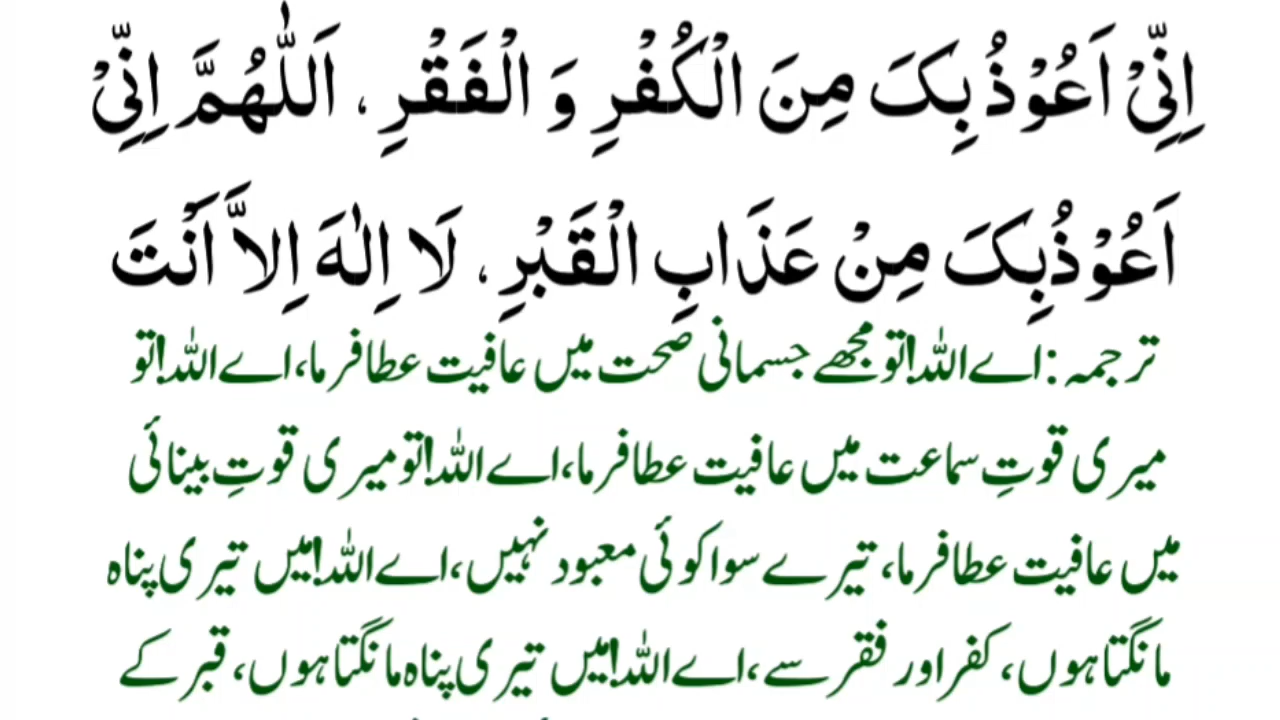 اِنِّیْ اَعُوْذُ بِکَ مِنَ الْکُفْرِ وَ الْفَقْرِ، اَللّٰهُمَّ اِنِّیْ
اَعُوْذُبِکَ مِنْ عَذَابِ الْقَبْرِ، لَا اِلٰهَ اِلاَّ اَنْتَ
ترجمہ: اے اللہ! تو مجھے جسمانی صحت میں عافیت عطا فرما، اے اللہ! تو
میری قوتِ سماعت میں عافیت عطا فرما، اے اللہ! تو میری قوتِ بینائی
میں عافیت عطا فرما، تیرے سوا کوئی معبود نہیں، اے اللہ! میں تیری پناہ
مانگتا ہوں، کفر اور فقر سے، اے اللہ! میں تیری پناہ مانگتا ہوں، قبر کے